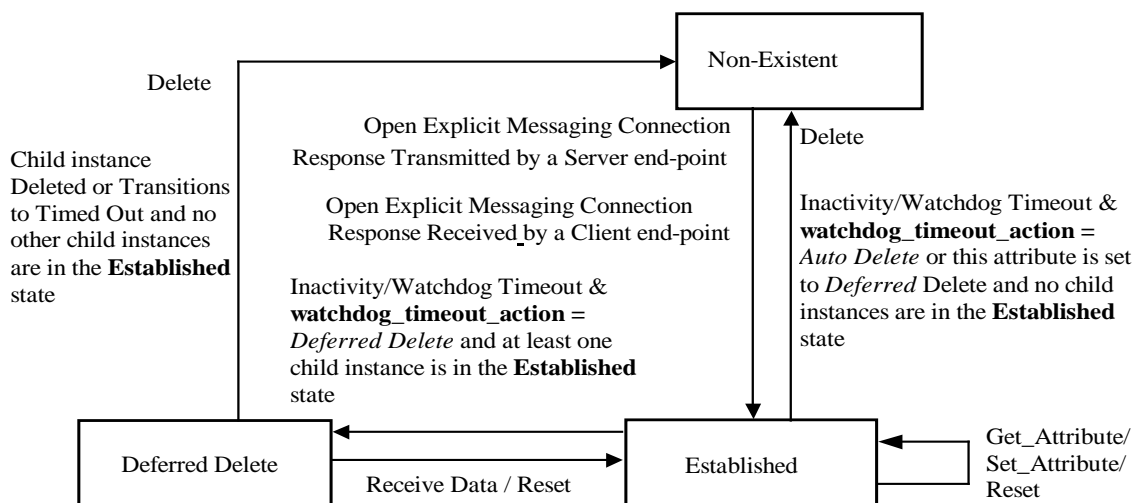 Non-Existent
Delete
Open Explicit Messaging Connection
Response Transmitted by a Server end-point
Open Explicit Messaging Connection
Response Received by a Client end-point
Delete
Child instance
Deleted or Transitions
to Timed Out and no
other child instances
are in the Established
state
Inactivity/Watchdog Timeout &
watchdog_timeout_action =
Auto Delete or this attribute is set
to Deferred Delete and no child
instances are in the Established
state
Inactivity/Watchdog Timeout &
watchdog_timeout_action =
Deferred Delete and at least one
child instance is in the Established
state
Deferred Delete
Receive Data / Reset
Established
Get_Attribute/
Set_Attribute/
Reset